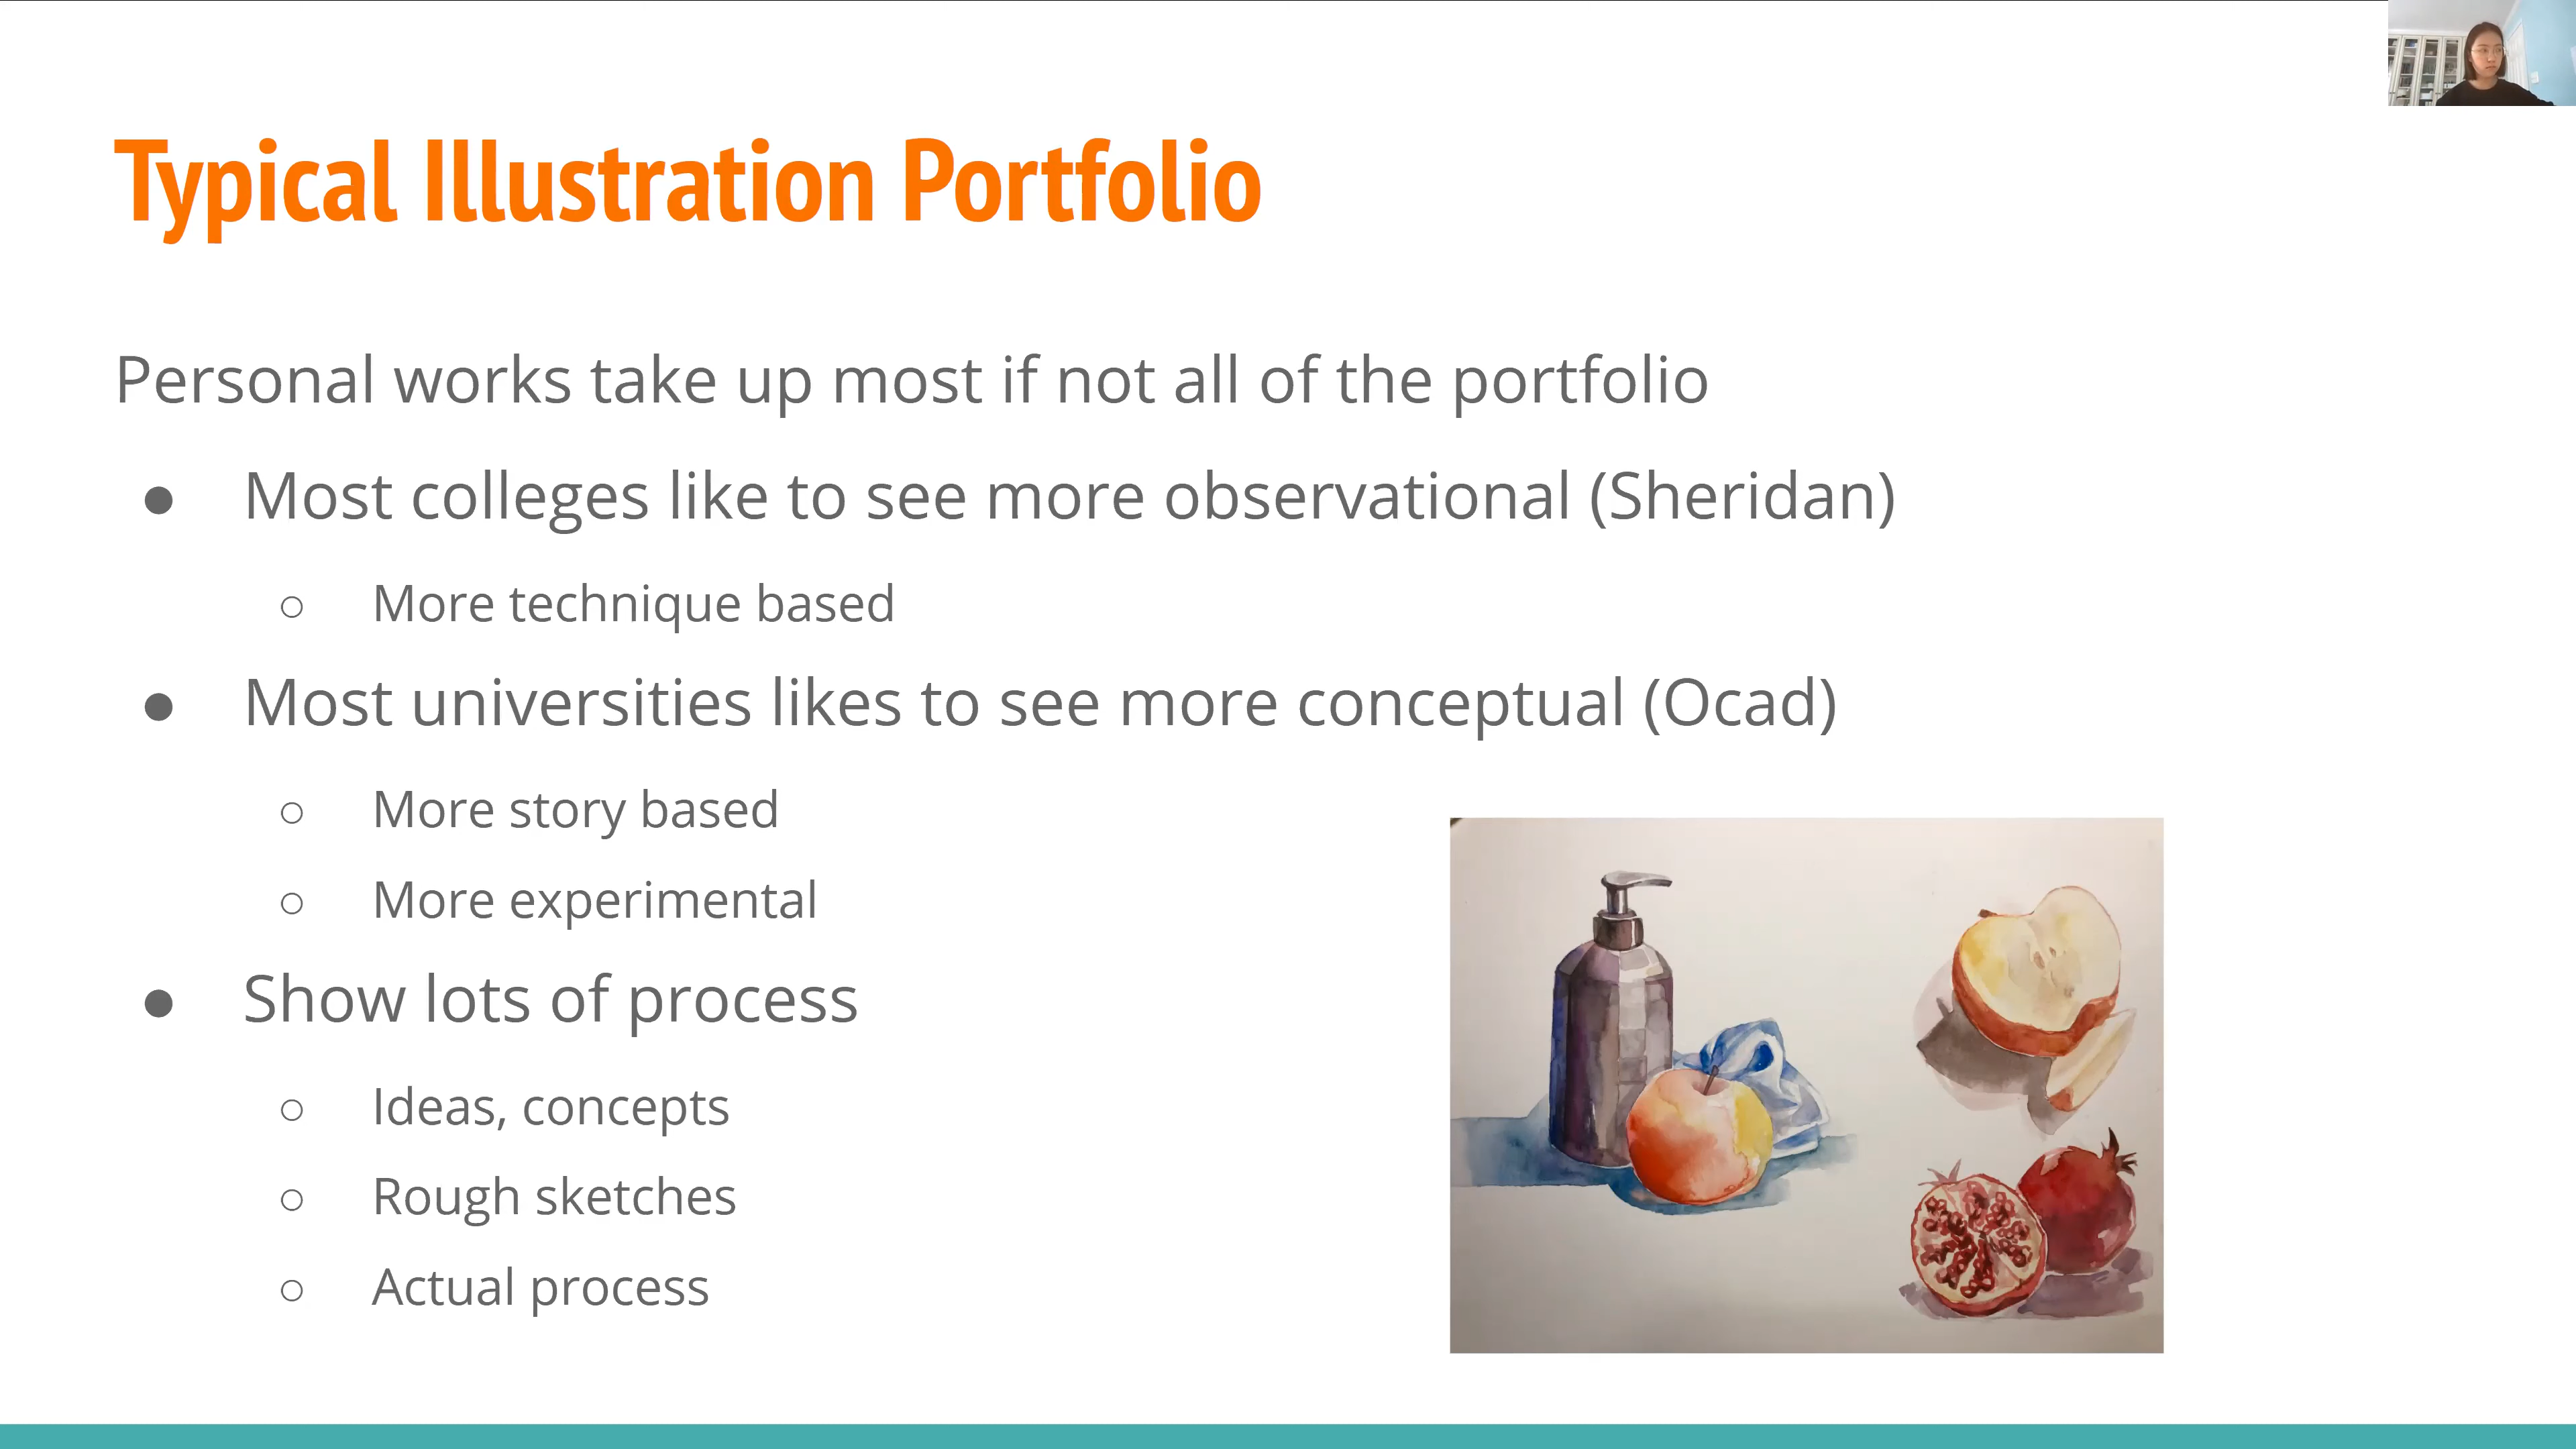 Typical Illustration Portfolio
Personal works take up most if not all of the portfolio
● Most colleges like to see more observational (Sheridan)
○ More technique based
● Most universities likes to see more conceptual (Ocad)
○ More story based
○ More experimental
● Show lots of process
○ Ideas, concepts
○ Rough sketches
○ Actual process